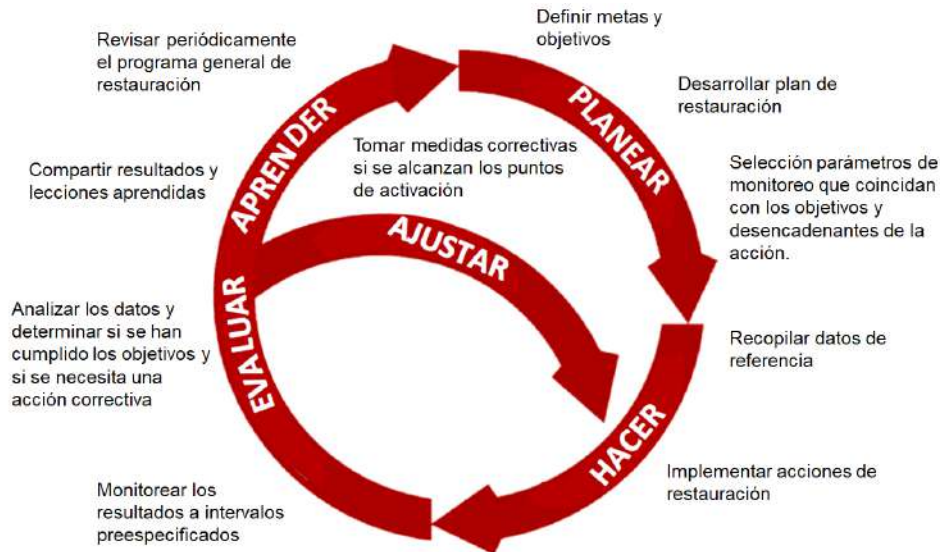 Definir metas y
objetivos
Desarrollar plan de
restauración
Selección parámetros de
monitoreo que coincidan
con los objetivos y
desencadenantes de la
acción.
PLANEAR
Recopilar datos de
referencia
Implementar acciones de
restauración
HACER
Monitorear los
resultados a intervalos
preespecificados
Analizar los datos y
determinar si se han
cumplido los objetivos y
si se necesita una
acción correctiva
EVALUAR
Tomar medidas correctivas
si se alcanzan los puntos
de activación
AJUSTAR
Compartir resultados y
lecciones aprendidas
Revisar periódicamente
el programa general de
restauración
APRENDER